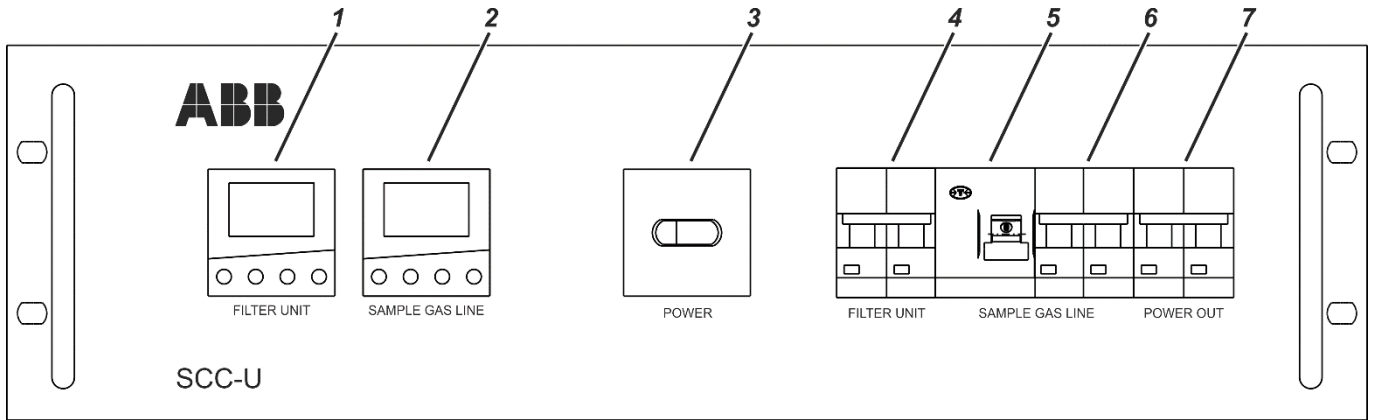 1 2 3 4 5 6 7
ABB
FILTER UNIT SAMPLE GAS LINE POWER FILTER UNIT SAMPLE GAS LINE POWER OUT
SCC-U